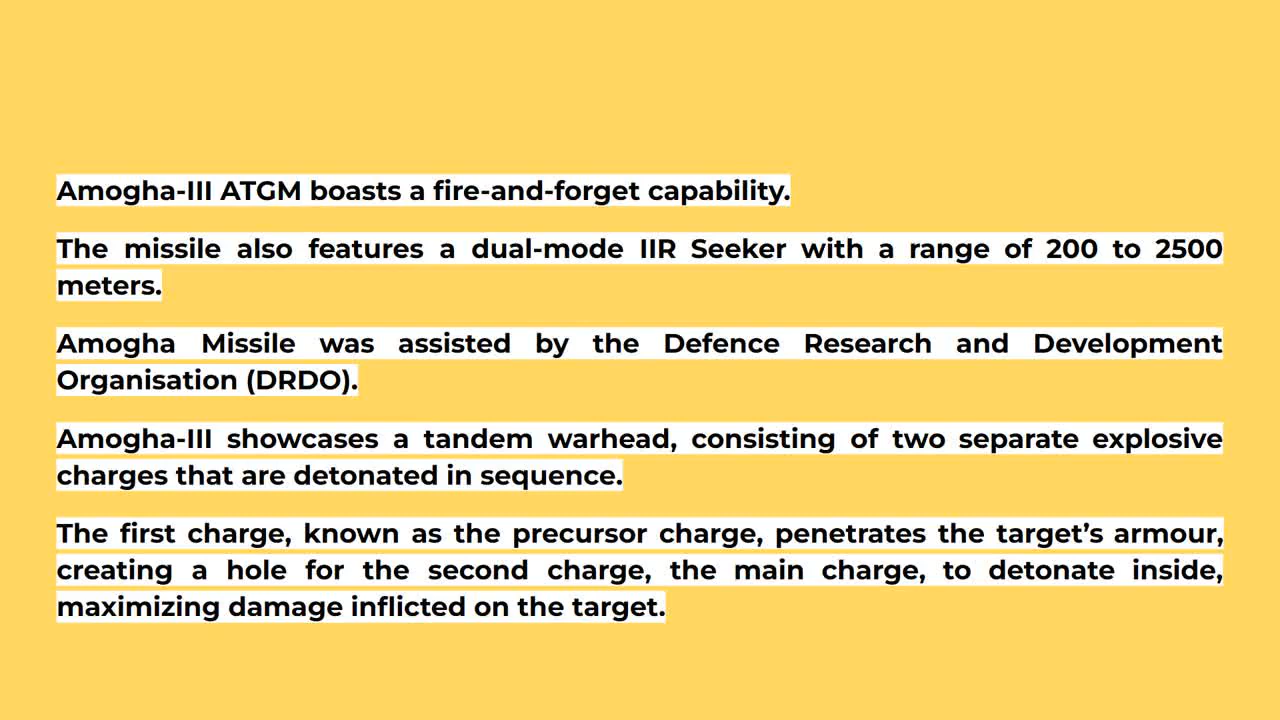 Amogha-III ATGM boasts a fire-and-forget capability.
The missile also features a dual-mode IIR Seeker with a range of 200 to 2500
meters.
Amogha Missile was assisted by the Defence Research and Development
Organisation (DRDO).
Amogha-III showcases a tandem warhead, consisting of two separate explosive
charges that are detonated in sequence.
The first charge, known as the precursor charge, penetrates the target’s armour,
creating a hole for the second charge, the main charge, to detonate inside,
maximizing damage inflicted on the target.